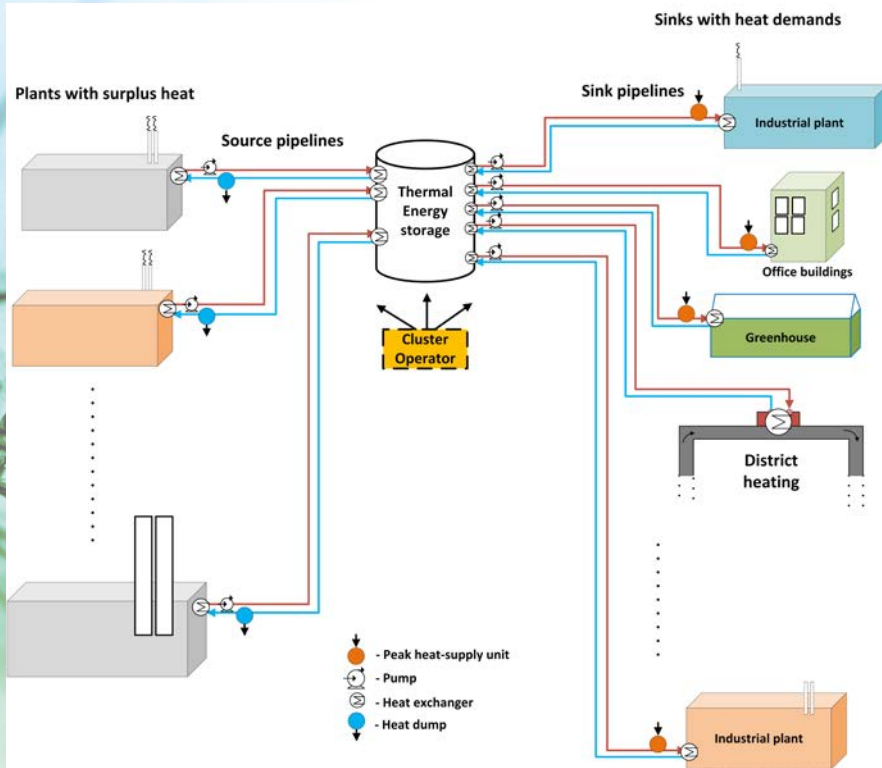 Sinks with heat demands
Plants with surplus heat
Sink pipelines
Source pipelines
Industrial plant
Thermal
Energy
storage
Office buildings
Cluster
Operator
Greenhouse
District
heating
- Peak heat-supply unit
- Pump
- Heat exchanger
- Heat dump
Industrial plant